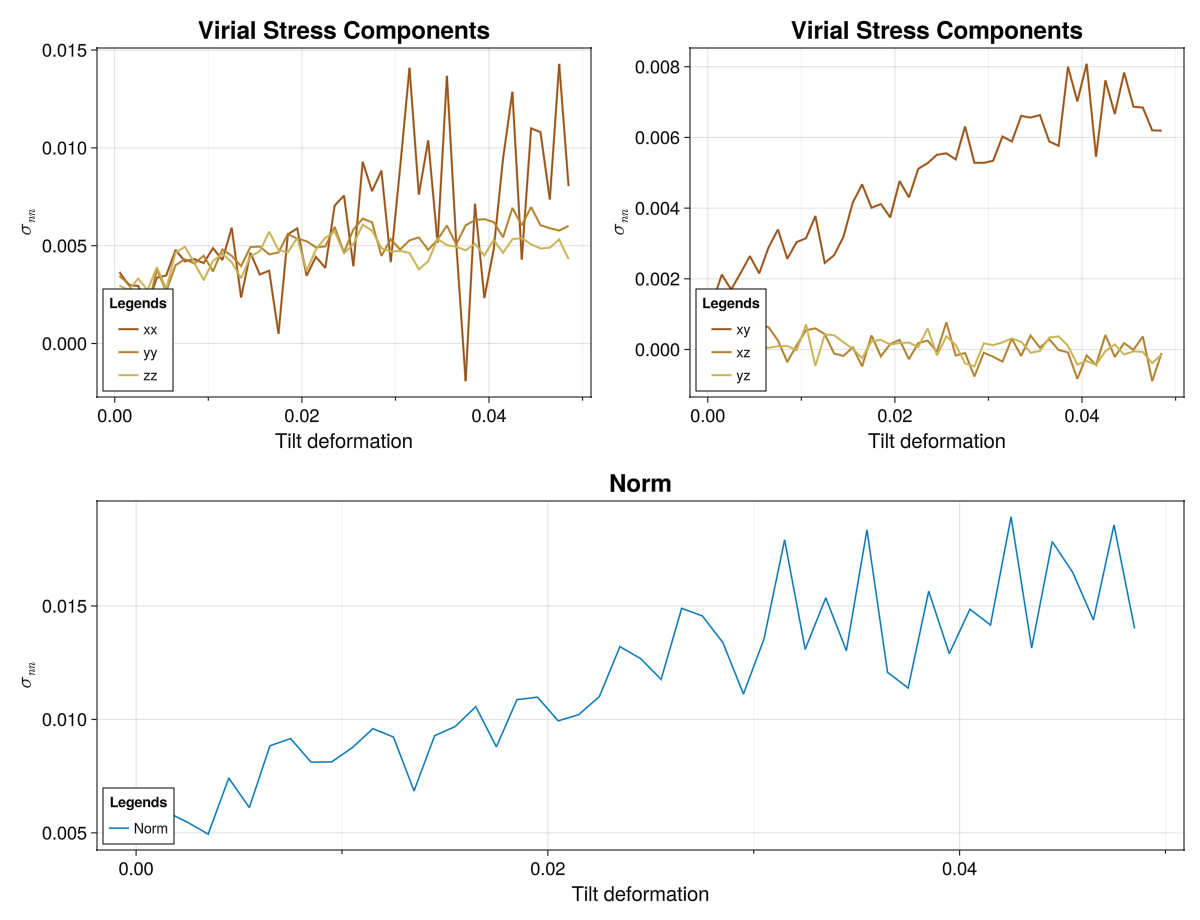 Virial Stress Components
0.015
0.010
0.005
0.000
σnn
Legends
xx
yy
zz
0.00 0.02 0.04
Tilt deformation
Virial Stress Components
0.008
0.006
0.004
0.002
0.000
σnn
Legends
xy
xz
yz
0.00 0.02 0.04
Tilt deformation
Norm
0.015
0.010
0.005
σnn
Legends
Norm
0.00 0.02 0.04
Tilt deformation